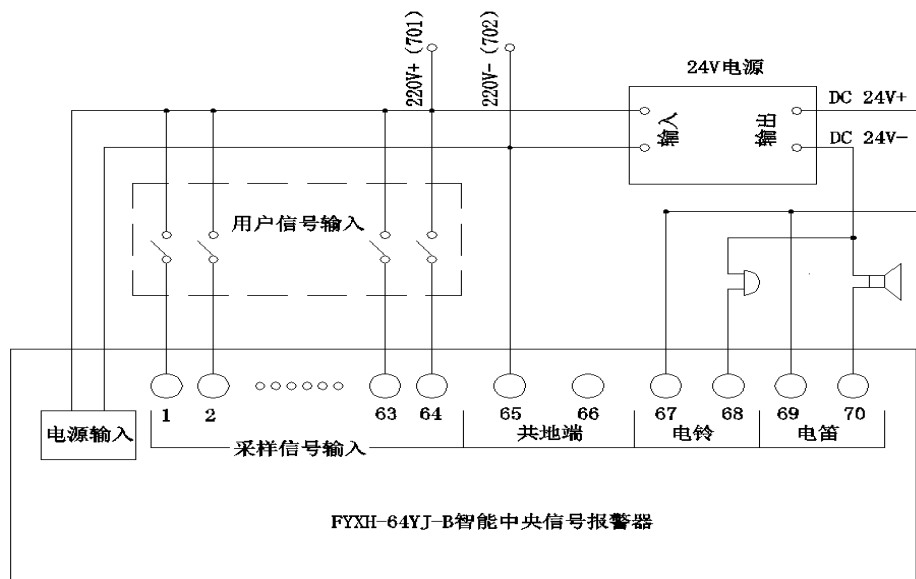 220V+(701)
220V-(702)
24V电源
输入
输出
DC 24V+
DC 24V-
用户信号输入
1
2
63
64
65
66
67
68
69
70
电源输入
采样信号输入
共地端
电铃
电笛
FYXH-64YJ-B智能中央信号报警器